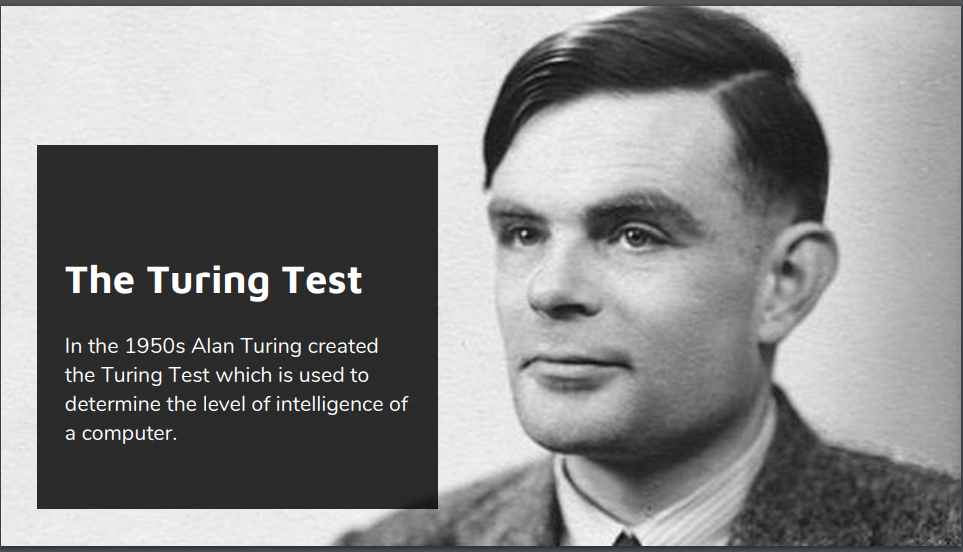 The Turing Test
In the 1950s Alan Turing created
the Turing Test which is used to
determine the level of intelligence of
a computer.